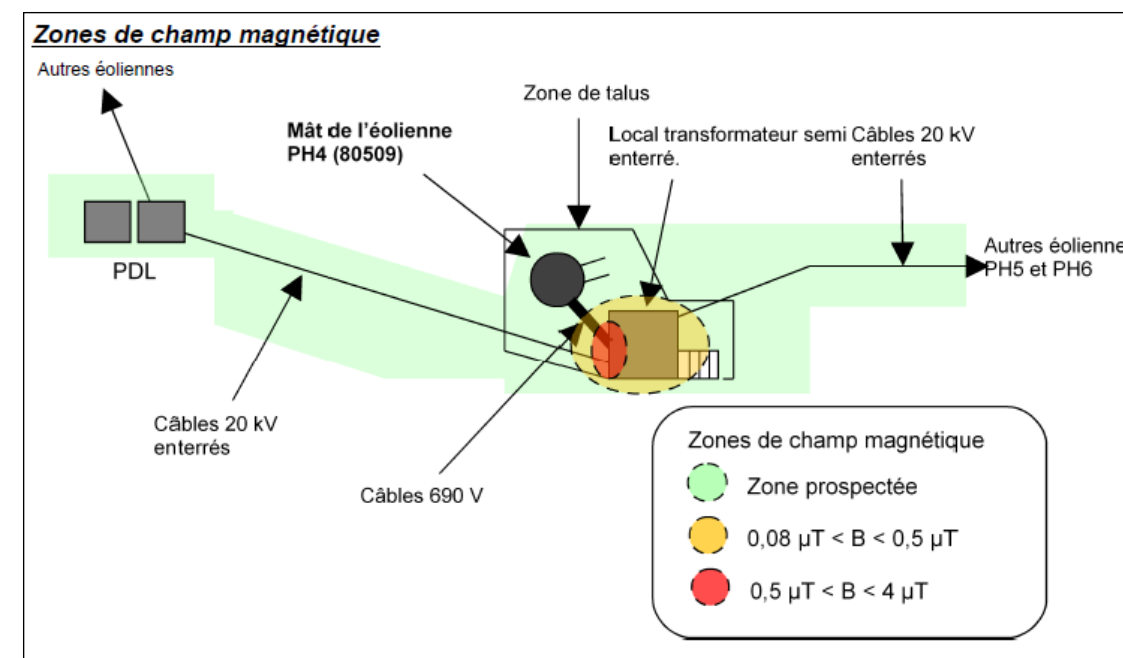 Zones de champ magnétique
Autres éoliennes
Zone de talus
Mât de l'éolienne
PH4 (80509)
Local transformateur semi
enterré.
Câbles 20 kV
enterrés
PDL
Autres éolienne
PH5 et PH6
Câbles 20 kV
enterrés
Câbles 690 V
Zones de champ magnétique
Zone prospectée
0,08 µT < B < 0,5 µT
0,5 µT < B < 4 µT